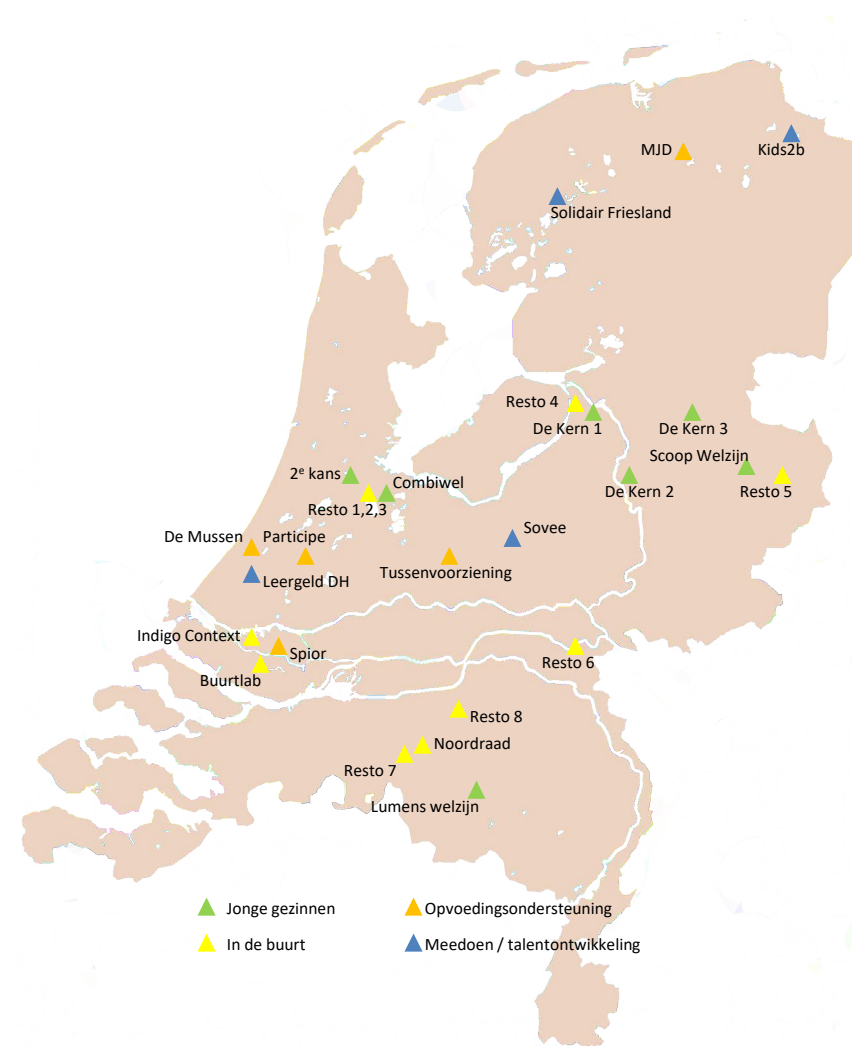 MJD
Kids2b
Solidair Friesland
Resto 4
De Kern 1
De Kern 3
Scoop Welzijn
2e kans
Combiwel
De Kern 2
Resto 5
Resto 1,2,3
De Mussen
Participe
Sovee
Tussenvoorziening
Leergeld DH
Indigo Context
Spior
Resto 6
Buurtlab
Resto 8
Noordraad
Resto 7
Lumens welzijn
Jonge gezinnen
Opvoedingsondersteuning
In de buurt
Meedoen / talentontwikkeling